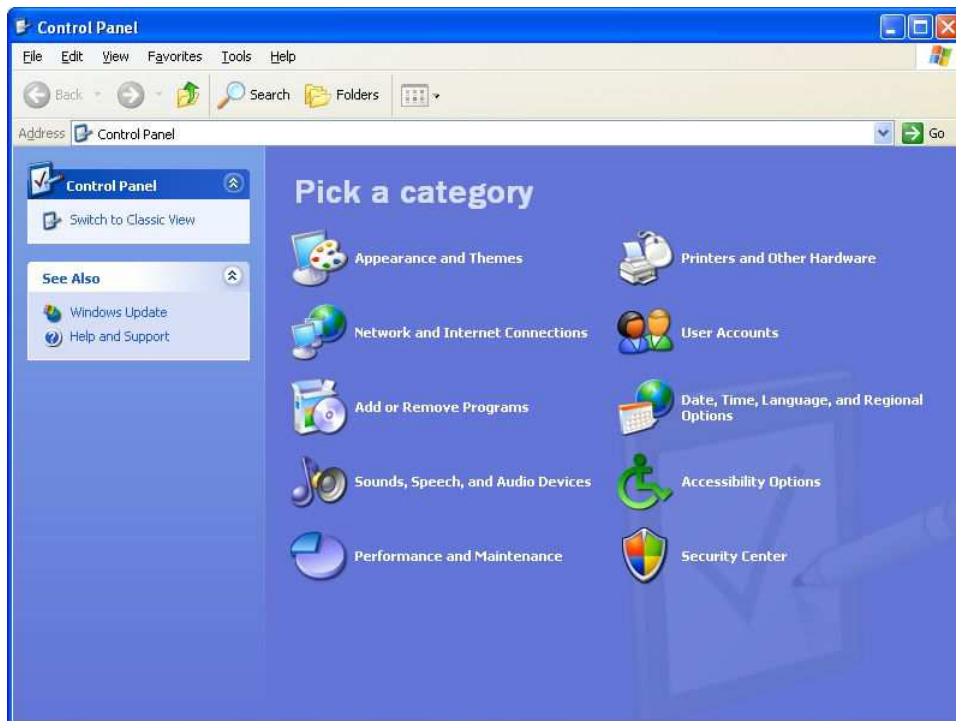 Control Panel
File Edit View Favorites Tools Help
Back Search Folders
Address Control Panel Go
Control Panel
Switch to Classic View
See Also
Windows Update
Help and Support
Pick a category
Appearance and Themes
Printers and Other Hardware
Network and Internet Connections
User Accounts
Add or Remove Programs
Date, Time, Language, and Regional
Options
Sounds, Speech, and Audio Devices
Accessibility Options
Performance and Maintenance
Security Center